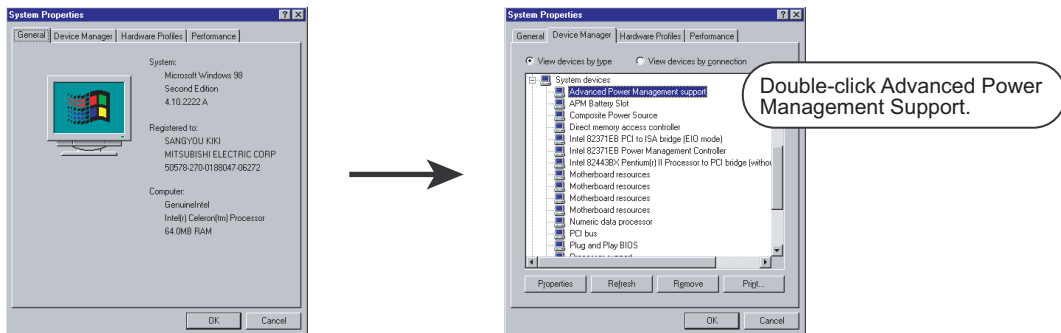 System Properties
General
Device Manager
Hardware Profiles
Performance
System:
Microsoft Windows 98
Second Edition
4.10.2222 A
Registered to:
SANGYOU KIKI
MITSUBISHI ELECTRIC CORP
50578-270-0188047-06272
Computer:
GenuineIntel
Intel(r) Celeron(tm) Processor
64.0MB RAM
OK
Cancel
System Properties
General
Device Manager
Hardware Profiles
Performance
View devices by type
View devices by connection
System devices
Advanced Power Management support
APM Battery Slot
Composite Power Source
Direct memory access controller
Intel 82371EB PCI to ISA bridge (EIO mode)
Intel 82371EB Power Management Controller
Intel 82443BX Pentium(r) II Processor to PCI bridge (withou
Motherboard resources
Motherboard resources
Motherboard resources
Motherboard resources
Numeric data processor
PCI bus
Plug and Play BIOS
Processor support
Properties
Refresh
Remove
Print...
OK
Cancel
Double-click Advanced Power
Management Support.